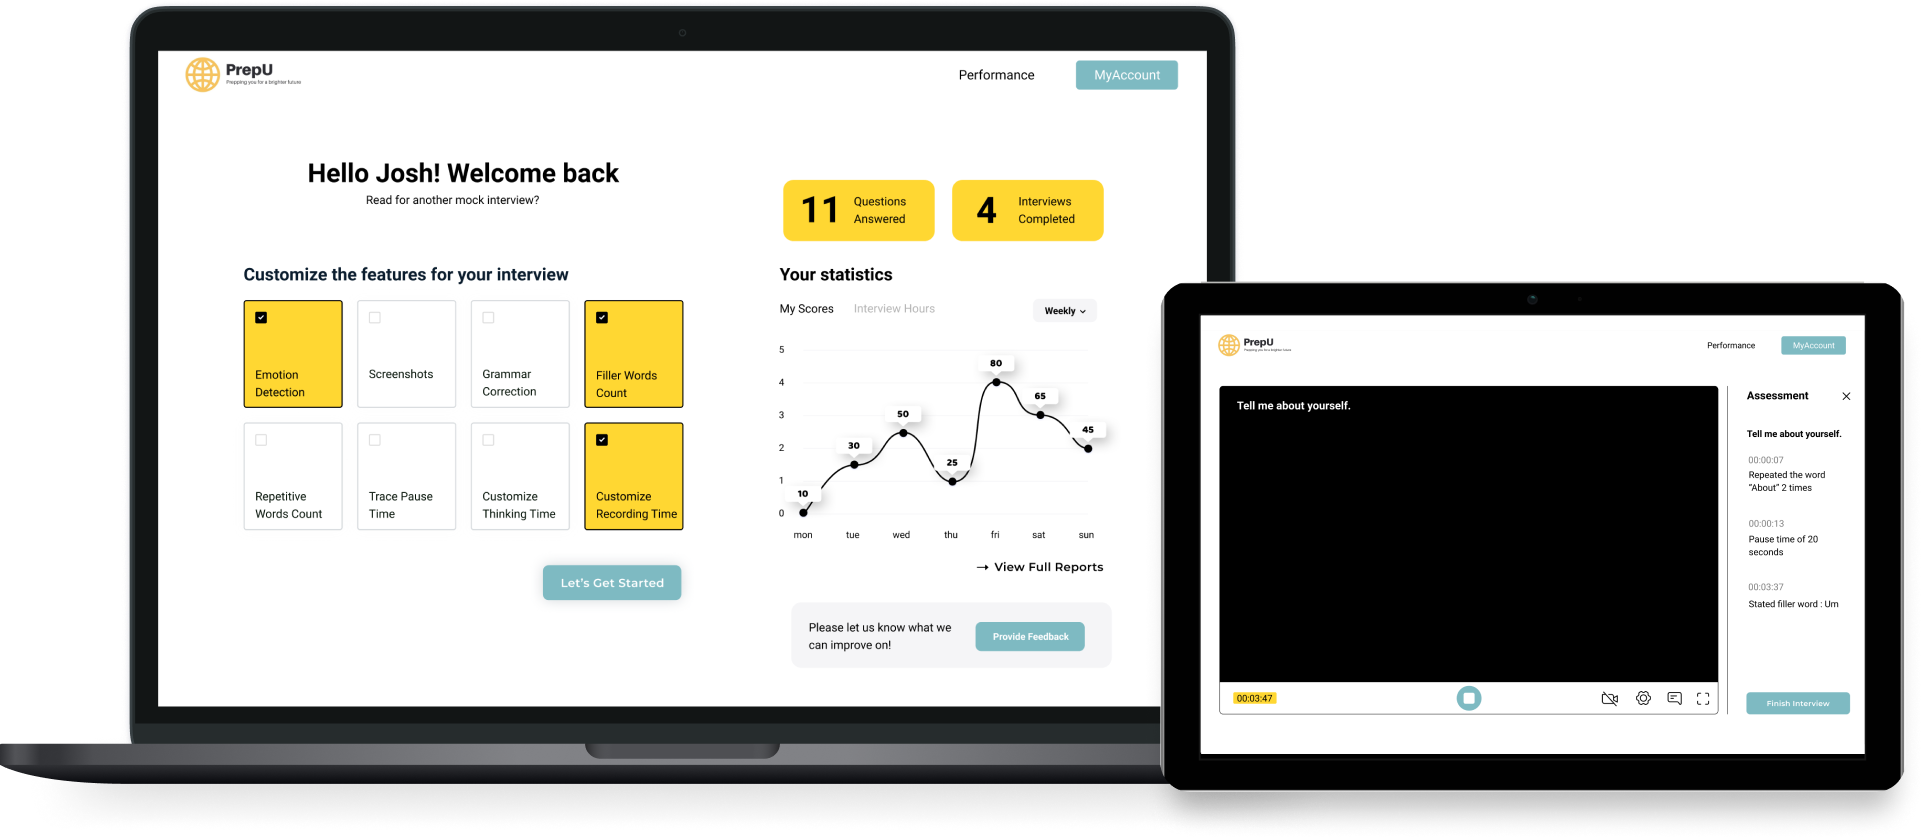 PrepU
Prepping you for a brighter future
Performance
MyAccount
Hello Josh! Welcome back
Read for another mock interview?
11
Questions
Answered
4
Interviews
Completed
Customize the features for your interview
Emotion
Detection
Screenshots
Grammar
Correction
Filler Words
Count
Repetitive
Words Count
Trace Pause
Time
Customize
Thinking Time
Customize
Recording Time
Let's Get Started
Your statistics
My Scores
Interview Hours
Weekly
5
4
3
2
1
0
10
30
50
25
80
65
45
mon
tue
wed
thu
fri
sat
sun
→ View Full Reports
Please let us know what we
can improve on!
Provide Feedback
PrepU
Prepping you for a brighter future
Performance
MyAccount
Tell me about yourself.
00:03:47
Assessment
Tell me about yourself.
00:00:07
Repeated the word
"About" 2 times
00:00:13
Pause time of 20
seconds
00:03:37
Stated filler word : Um
Finish Interview